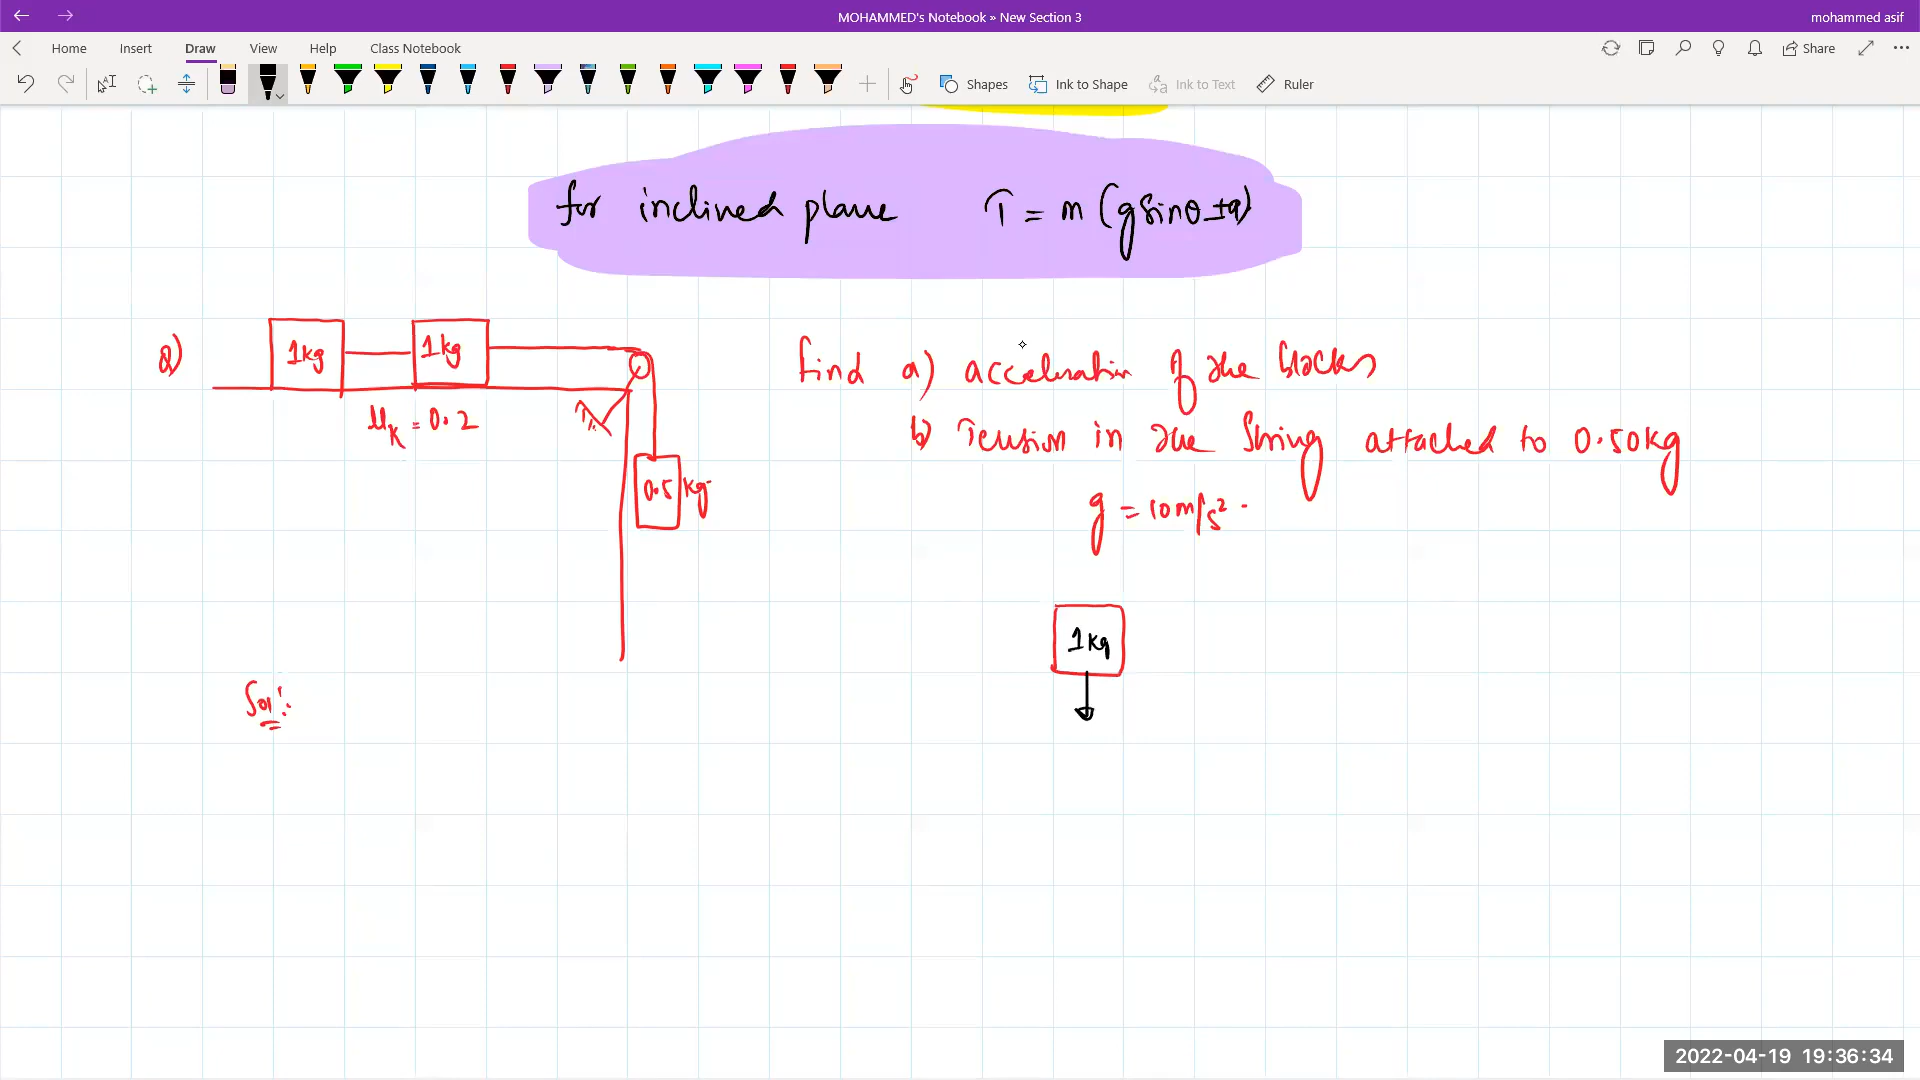 MOHAMMED's Notebook » New Section 3
mohammed asif
Home Insert Draw View Help Class Notebook
Share
Shapes Ink to Shape Ink to Text Ruler
for inclined plane T = m (g sinθ ± a)
Q) 1kg 1kg
find a) acceleration of the blocks
μk = 0.2
b) Tension in the string attached to 0.50kg
0.5 kg
g = 10m/s²
1kg
Sol:
2022-04-19 19:36:34